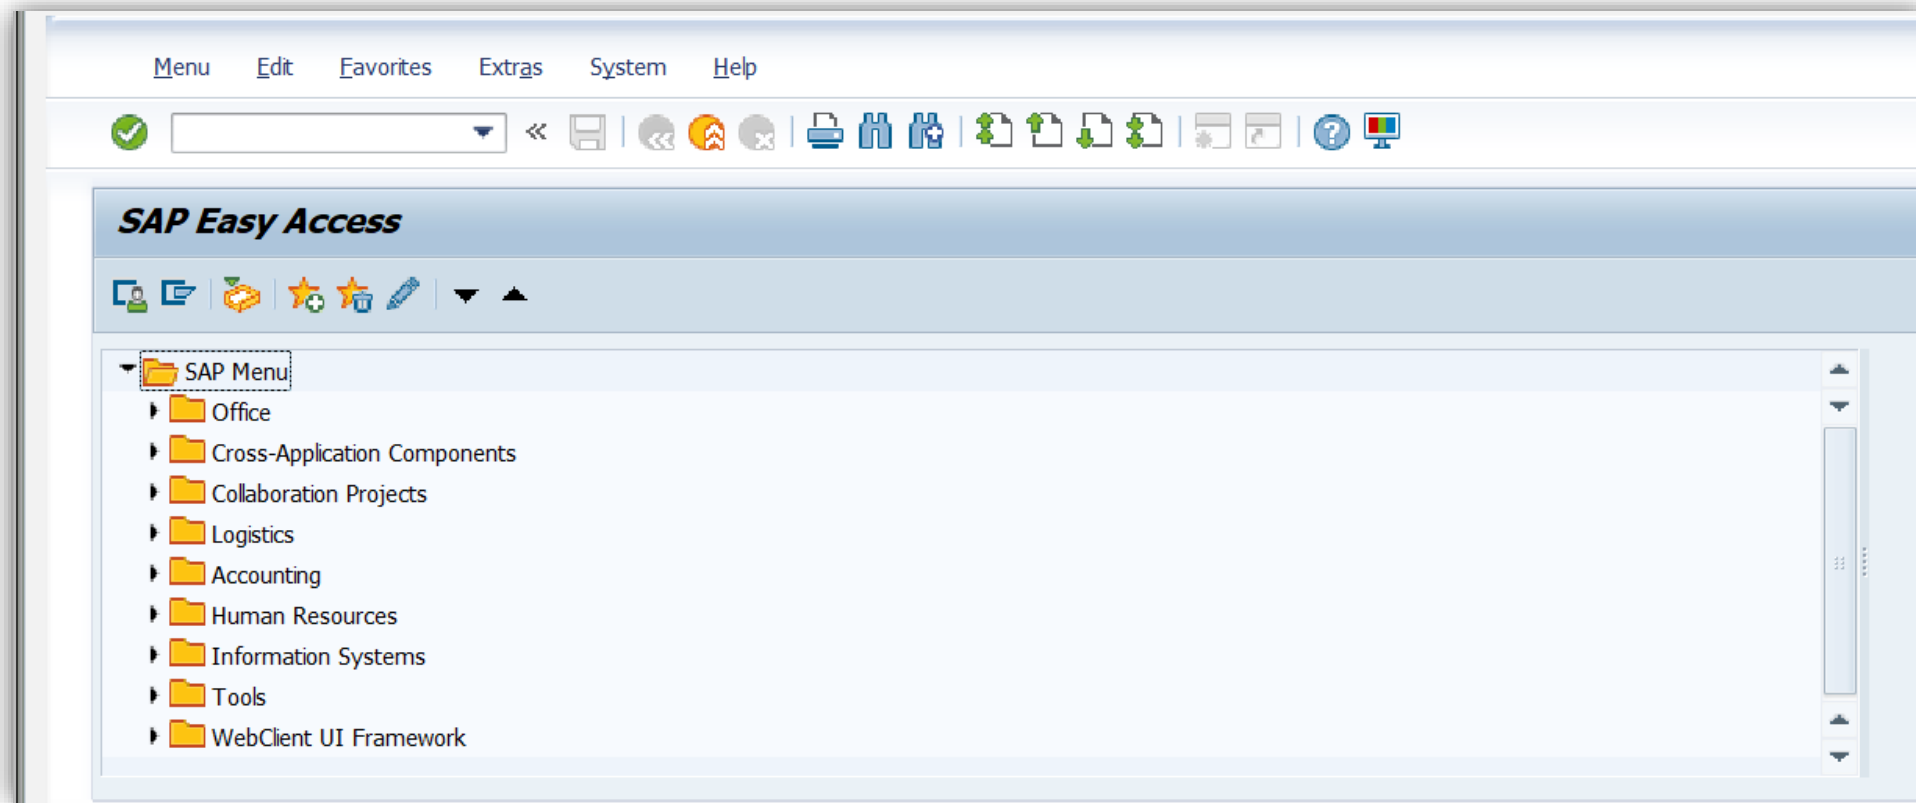 Menu Edit Favorites Extras System Help
SAP Easy Access
SAP Menu
Office
Cross-Application Components
Collaboration Projects
Logistics
Accounting
Human Resources
Information Systems
Tools
WebClient UI Framework